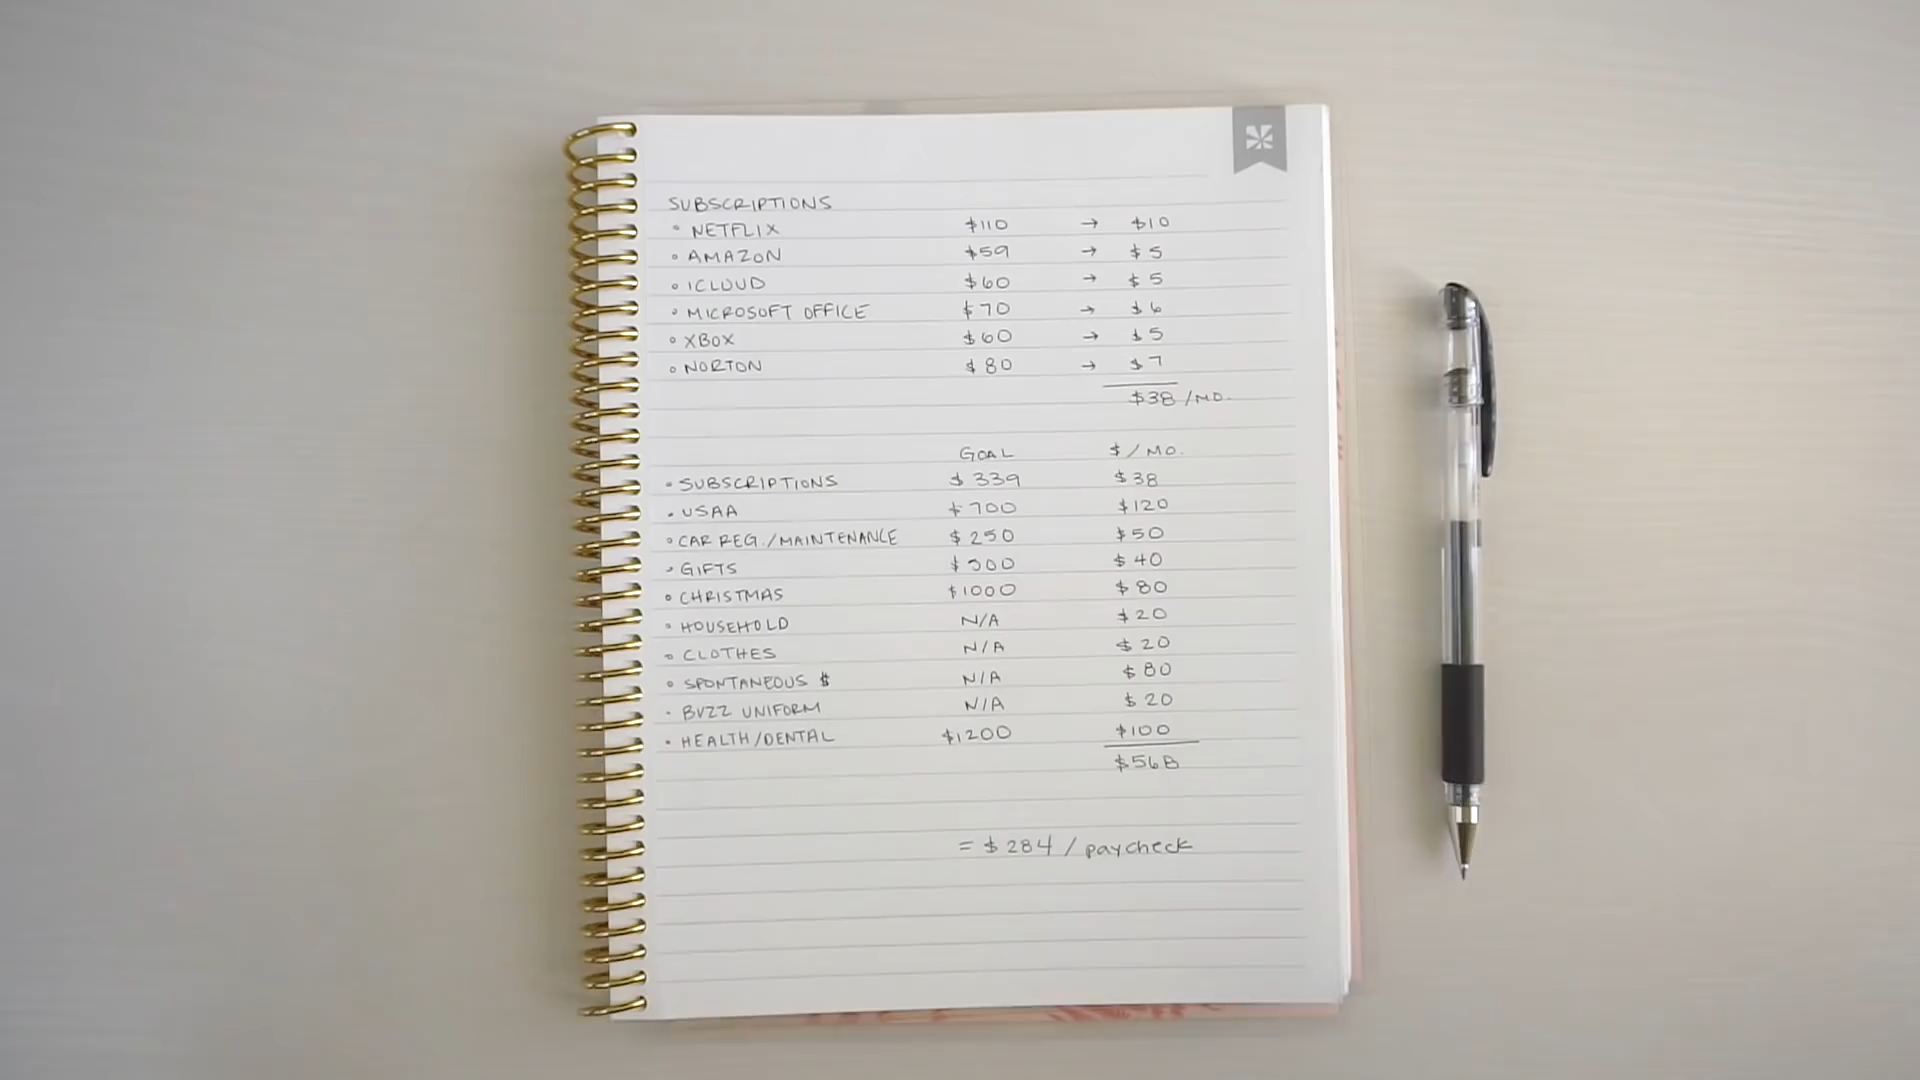 SUBSCRIPTIONS
• NETFLIX $110 → $10
• AMAZON $59 → $5
• ICLOUD $60 → $5
• MICROSOFT OFFICE $70 → $6
• XBOX $60 → $5
• NORTON $80 → $7
$38/MO.
GOAL $/MO.
• SUBSCRIPTIONS $339 $38
• USAA $700 $120
• CAR REG./MAINTENANCE $250 $50
• GIFTS $500 $40
• CHRISTMAS $1000 $80
• HOUSEHOLD N/A $20
• CLOTHES N/A $20
• SPONTANEOUS $ N/A $80
• BUZZ UNIFORM N/A $20
• HEALTH/DENTAL $1200 $100
$568
= $284/paycheck